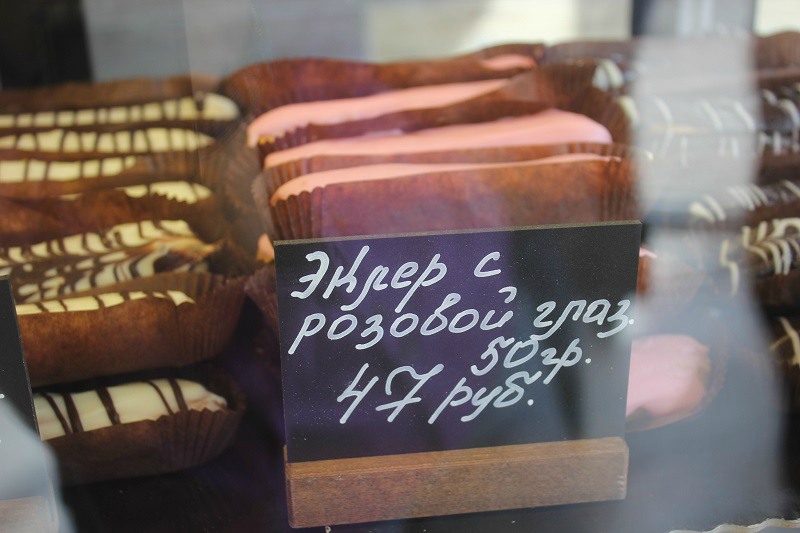 Эклер с
розовой глаз.
50гр.
47 руб.